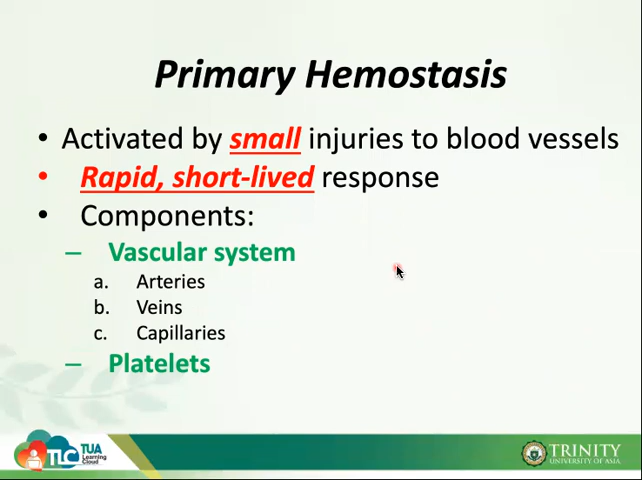 Primary Hemostasis
• Activated by small injuries to blood vessels
• Rapid, short-lived response
• Components:
– Vascular system
a. Arteries
b. Veins
c. Capillaries
– Platelets
TLC TUA
Learning
Cloud
TRINITY
UNIVERSITY OF ASIA